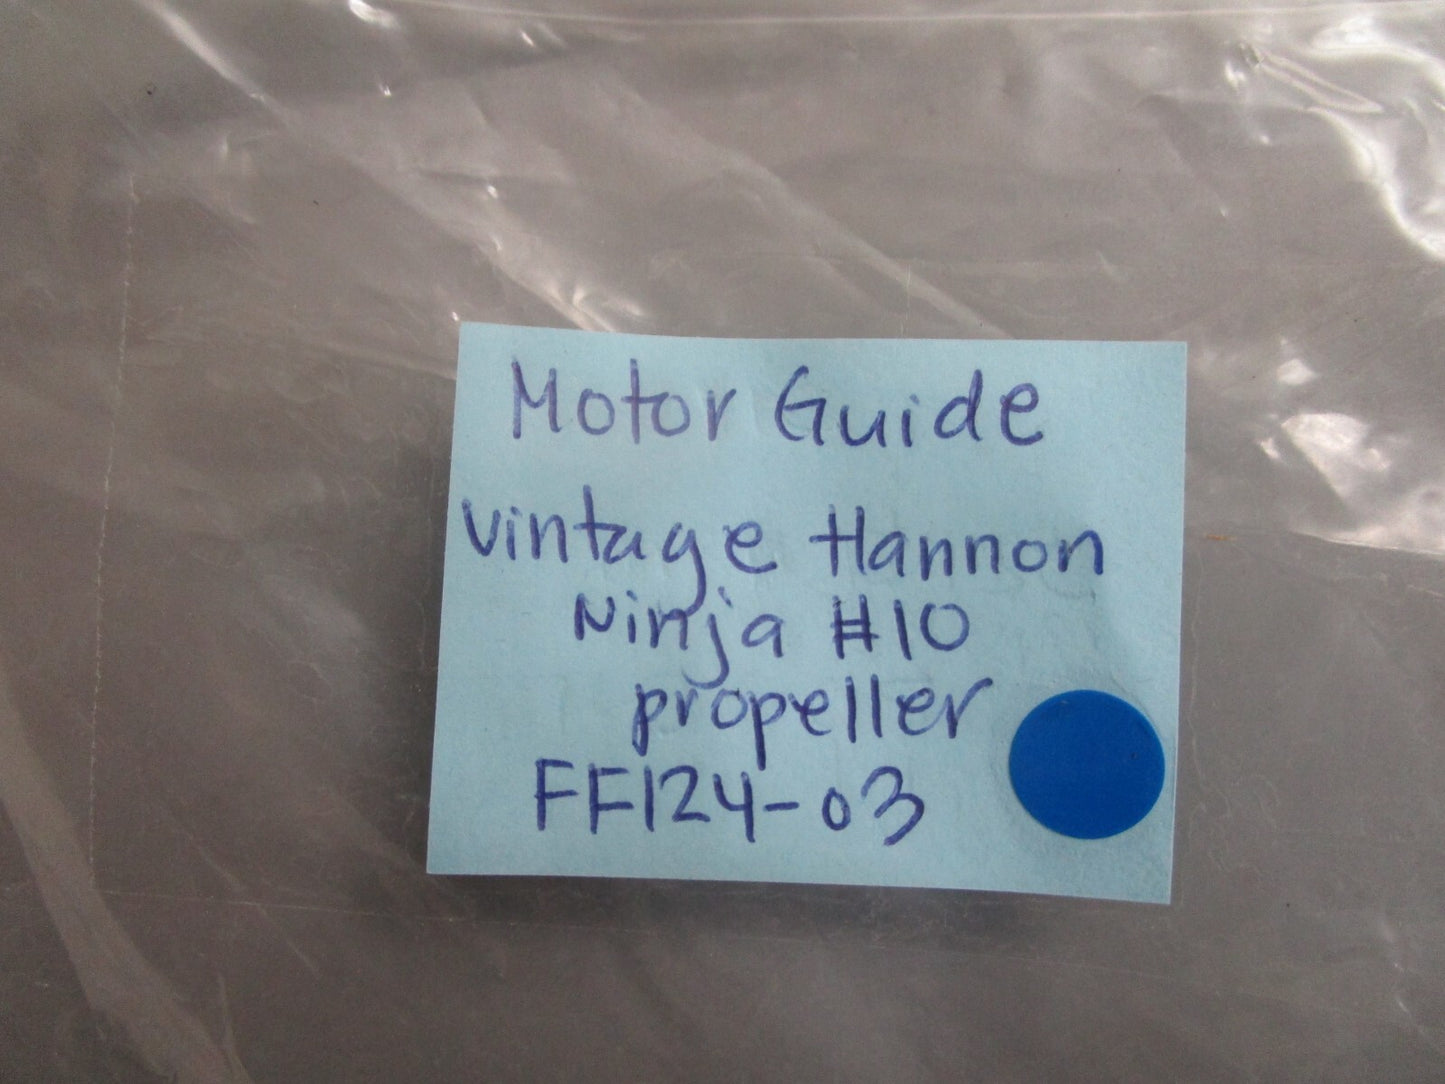 Motor Guide
Vintage Hannon
Ninja #10
propeller
FF124-03